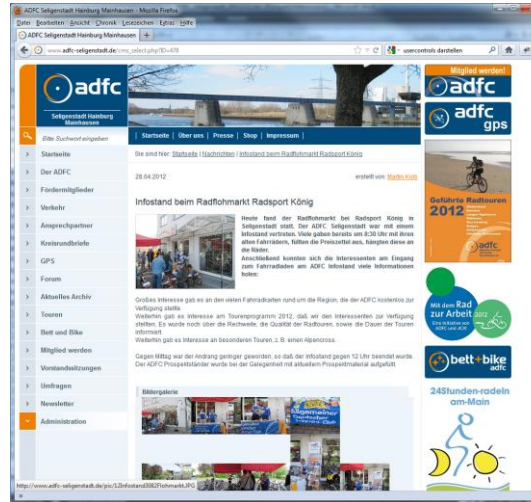 ADFC Seligenstadt Hainburg Mainhausen - Mozilla Firefox
Datei Bearbeiten Ansicht Chronik Lesezeichen Extras Hilfe
ADFC Seligenstadt Hainburg Mainhausen
www.adfc-seligenstadt.de/cms_select.php?ID=478
usercontrols darstellen
adfc
Seligenstadt Hainburg
Mainhausen
Bitte Suchwort eingeben
| Startseite | Über uns | Presse | Shop | Impressum |
Startseite
Der ADFC
Fördermitglieder
Verkehr
Ansprechpartner
Kreisrundbriefe
GPS
Forum
Aktuelles Archiv
Touren
Bett und Bike
Mitglied werden
Vorstandsitzungen
Umfragen
Newsletter
Administration
Sie sind hier: Startseite | Nachrichten | Infostand beim Radflohmarkt Radsport König
28.04.2012
erstellt von:
Infostand beim Radflohmarkt Radsport König
Heute fand der Radflohmarkt bei Radsport König in
Seligenstadt statt. Der ADFC Seligenstadt war mit einem
Infostand vertreten. Viele gaben bereits um 8:30 Uhr mit ihren
alten Fahrrädern, füllten die Preiszettel aus, hängten diese an
die Räder.
Anschließend konnten sich die Interessenten am Eingang
zum Fahrradladen am ADFC Infostand viele Informationen
holen:
Großes Interesse gab es an den vielen Fahrradkarten rund um die Region, die der ADFC kostenlos zur
Verfügung stellte.
Weiterhin gab es Interesse am Tourenprogramm 2012, daß wir den Interessenten zur Verfügung
stellten. Es wurde noch über die Reichweite, die Qualität der Radtouren, sowie die Dauer der Touren
informiert.
Weiterhin gab es Interesse an besonderen Touren, z.B. einen Alpencross.
Gegen Mittag war der Andrang geringer geworden, so daß der Infostand gegen 12 Uhr beendet wurde.
Der ADFC Prospektständer wurde bei der Gelegenheit mit aktuellem Prospektmaterial aufgefüllt.
Bildergalerie
Mitglied werden!
adfc
adfc
gps
Geführte Radtouren
2012
adfc
Mit dem Rad
zur Arbeit 2012
Eine Initiative von
ADFC und AOK
bett+bike
adfc
24Stunden-radeln
am-Main